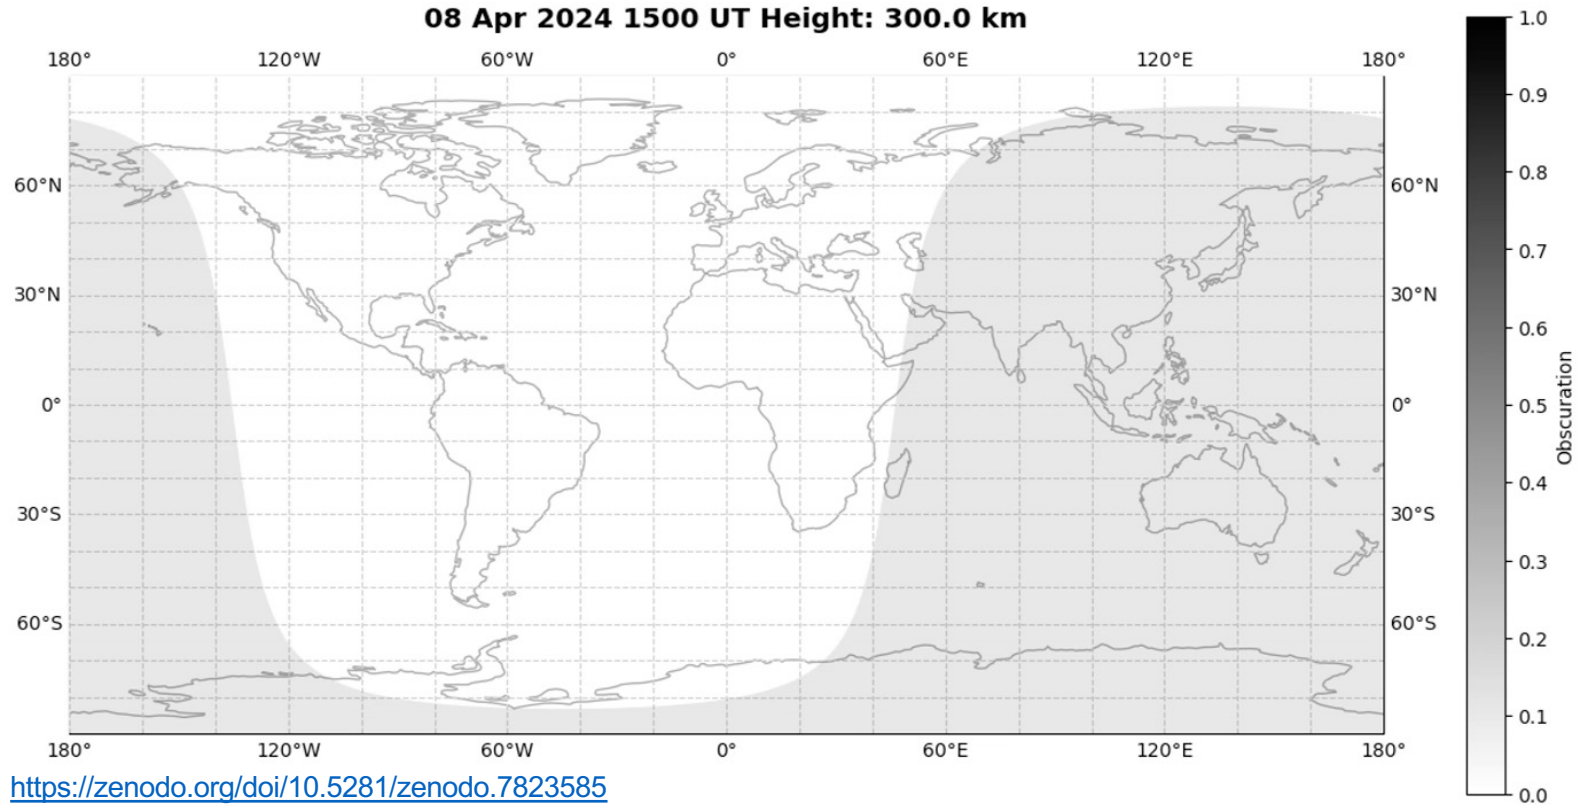 08 Apr 2024 1500 UT Height: 300.0 km
180° 120°W 60°W 0° 60°E 120°E 180°
60°N 60°N
30°N 30°N
0° 0°
30°S 30°S
60°S 60°S
180° 120°W 60°W 0° 60°E 120°E 180°
1.0
0.9
0.8
0.7
0.6
0.5
0.4
0.3
0.2
0.1
0.0
Obscuration
https://zenodo.org/doi/10.5281/zenodo.7823585